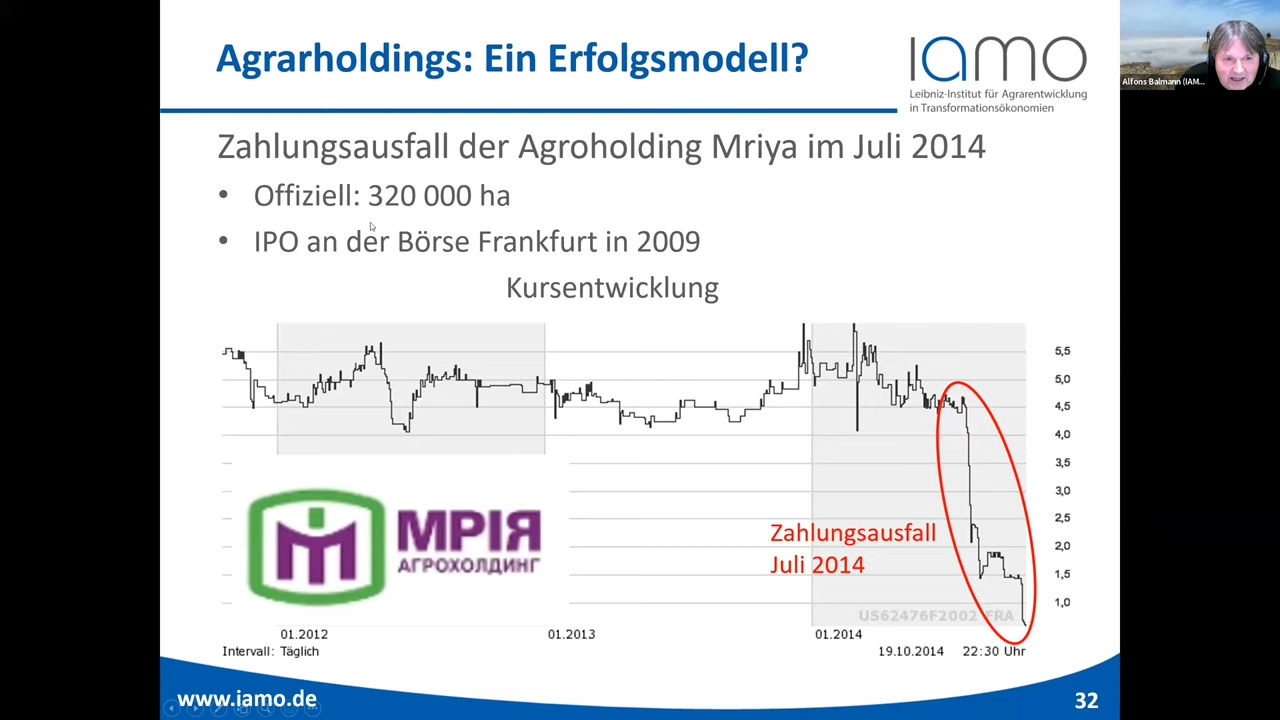 Agrarholdings: Ein Erfolgsmodell?
iamo
Leibniz-Institut für Agrarentwicklung
in Transformationsökonomien
Alfons Balmann (IAM...
Zahlungsausfall der Agroholding Mriya im Juli 2014
• Offiziell: 320 000 ha
• IPO an der Börse Frankfurt in 2009
Kursentwicklung
5,5
5,0
4,5
4,0
3,5
3,0
2,5
2,0
1,5
1,0
МРІЯ
АГРОХОЛДИНГ
Zahlungsausfall
Juli 2014
US62476F2002 FRA
01.2012 01.2013 01.2014
Intervall: Täglich 19.10.2014 22:30 Uhr
www.iamo.de 32